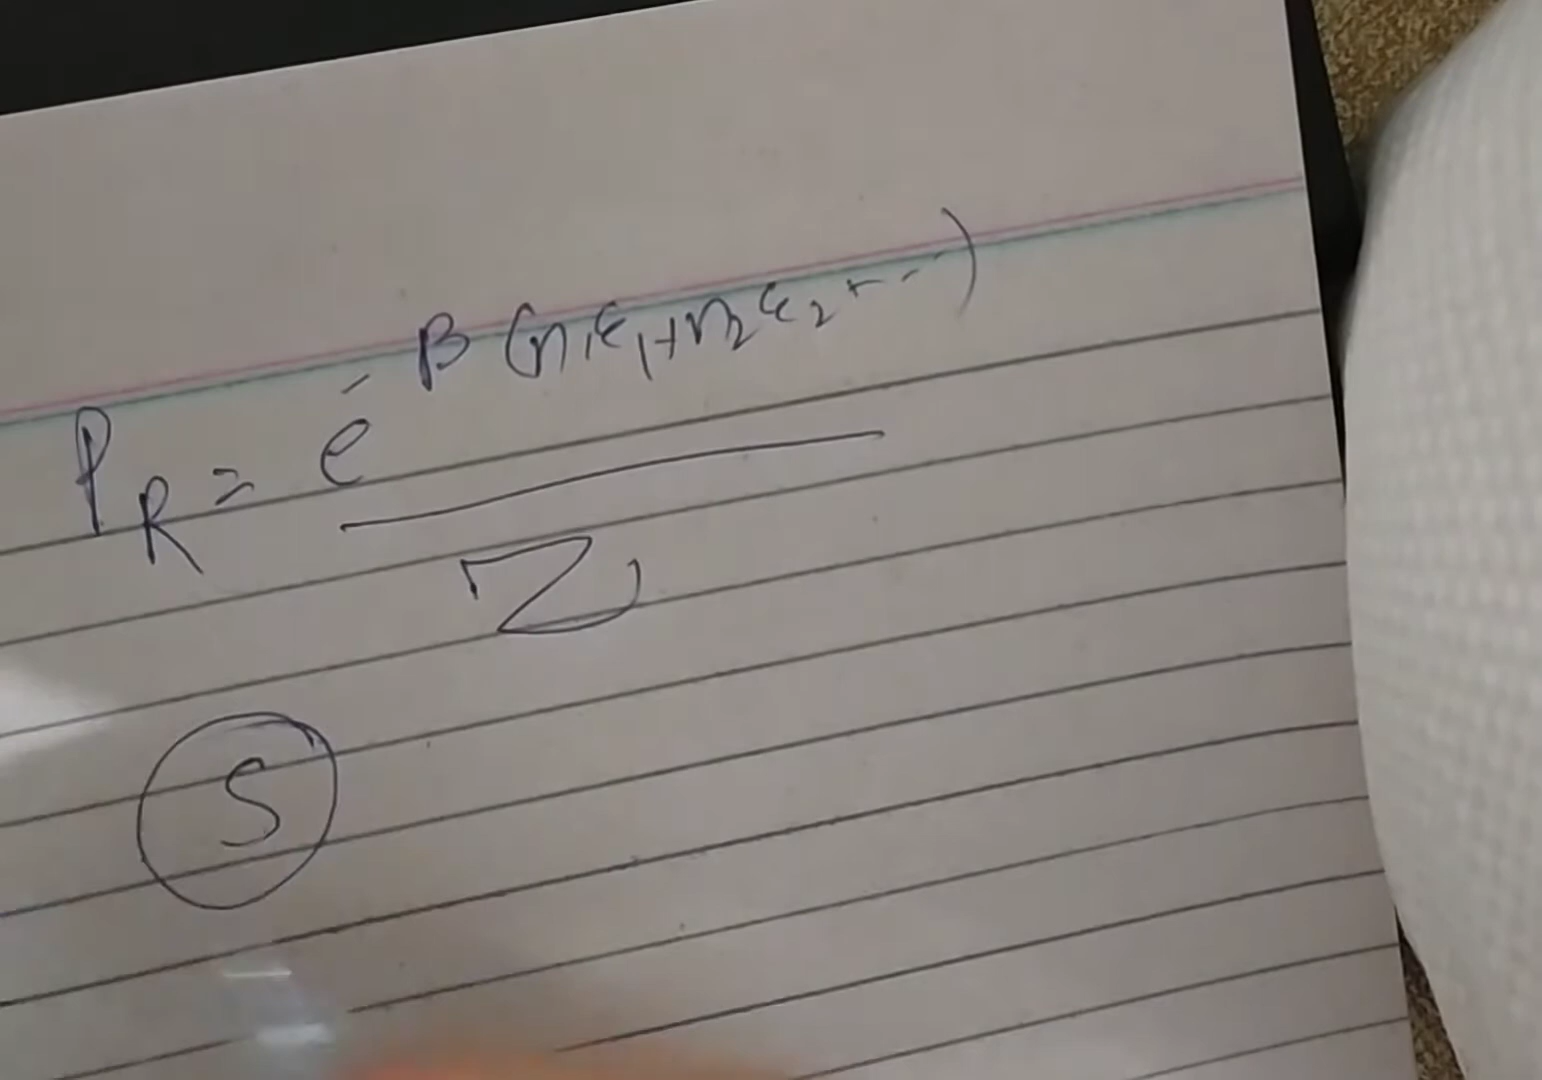 P_R = e^{-β(n_1ε_1+n_2ε_2+---)}
Z
S